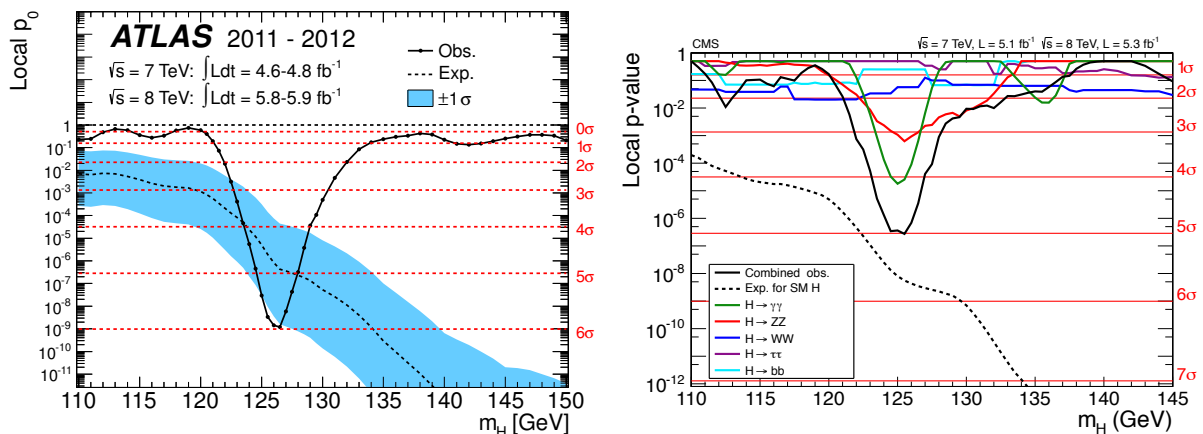 Local p₀
ATLAS 2011 - 2012
√s = 7 TeV: ∫Ldt = 4.6-4.8 fb⁻¹
√s = 8 TeV: ∫Ldt = 5.8-5.9 fb⁻¹
Obs.
Exp.
±1 σ
1
10⁻¹
10⁻²
10⁻³
10⁻⁴
10⁻⁵
10⁻⁶
10⁻⁷
10⁻⁸
10⁻⁹
10⁻¹⁰
10⁻¹¹
0σ
1σ
2σ
3σ
4σ
5σ
6σ
110 115 120 125 130 135 140 145 150
m_H [GeV]
CMS
√s = 7 TeV, L = 5.1 fb⁻¹ √s = 8 TeV, L = 5.3 fb⁻¹
Local p-value
1
10⁻²
10⁻⁴
10⁻⁶
10⁻⁸
10⁻¹⁰
10⁻¹²
1σ
2σ
3σ
4σ
5σ
6σ
7σ
Combined obs.
Exp. for SM H
H → γγ
H → ZZ
H → WW
H → ττ
H → bb
110 115 120 125 130 135 140 145
m_H (GeV)